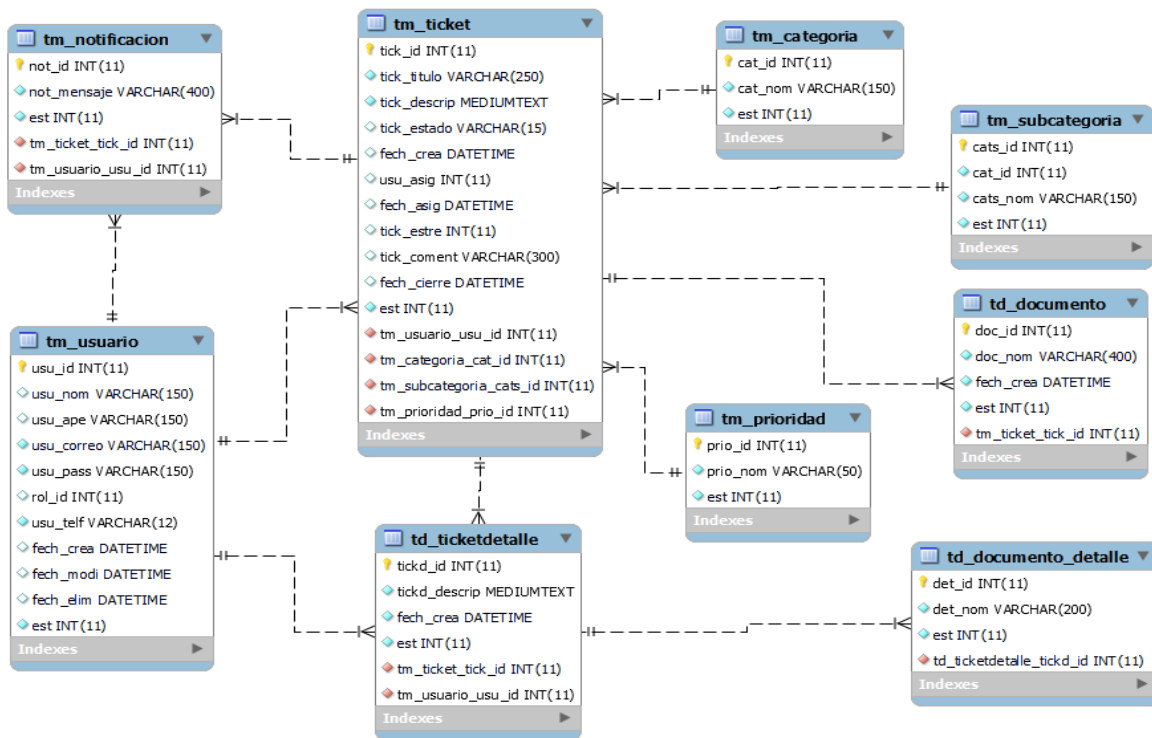 tm_notificacion
not_id INT(11)
not_mensaje VARCHAR(400)
est INT(11)
tm_ticket_tick_id INT(11)
tm_usuario_usu_id INT(11)
Indexes
tm_ticket
tick_id INT(11)
tick_titulo VARCHAR(250)
tick_descrip MEDIUMTEXT
tick_estado VARCHAR(15)
fech_crea DATETIME
usu_asig INT(11)
fech_asig DATETIME
tick_estre INT(11)
tick_coment VARCHAR(300)
fech_cierre DATETIME
est INT(11)
tm_usuario_usu_id INT(11)
tm_categoria_cat_id INT(11)
tm_subcategoria_cats_id INT(11)
tm_prioridad_prio_id INT(11)
Indexes
tm_categoria
cat_id INT(11)
cat_nom VARCHAR(150)
est INT(11)
Indexes
tm_subcategoria
cats_id INT(11)
cat_id INT(11)
cats_nom VARCHAR(150)
est INT(11)
Indexes
td_documento
doc_id INT(11)
doc_nom VARCHAR(400)
fech_crea DATETIME
est INT(11)
tm_ticket_tick_id INT(11)
Indexes
tm_usuario
usu_id INT(11)
usu_nom VARCHAR(150)
usu_ape VARCHAR(150)
usu_correo VARCHAR(150)
usu_pass VARCHAR(150)
rol_id INT(11)
usu_telf VARCHAR(12)
fech_crea DATETIME
fech_modi DATETIME
fech_elim DATETIME
est INT(11)
Indexes
tm_prioridad
prio_id INT(11)
prio_nom VARCHAR(50)
est INT(11)
Indexes
td_ticketdetalle
tickd_id INT(11)
tickd_descrip MEDIUMTEXT
fech_crea DATETIME
est INT(11)
tm_ticket_tick_id INT(11)
tm_usuario_usu_id INT(11)
Indexes
td_documento_detalle
det_id INT(11)
det_nom VARCHAR(200)
est INT(11)
td_ticketdetalle_tickd_id INT(11)
Indexes